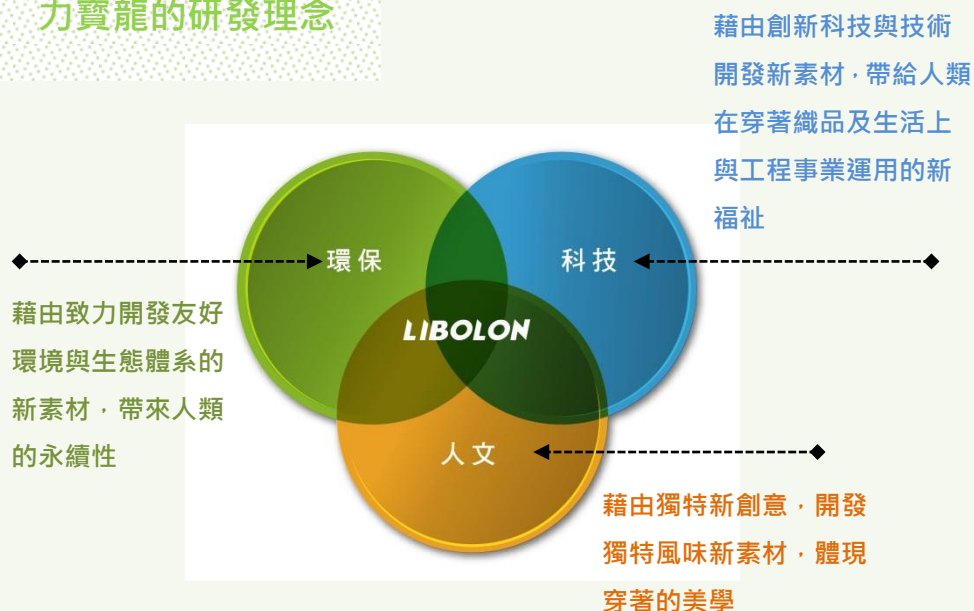 力寶龍的研發理念
藉由創新科技與技術
開發新素材，帶給人類
在穿著織品及生活上
與工程事業運用的新
福祉
環保
科技
藉由致力開發友好
環境與生態體系的
新素材，帶來人類
的永續性
LIBOLON
人文
藉由獨特新創意，開發
獨特風味新素材，體現
穿著的美學